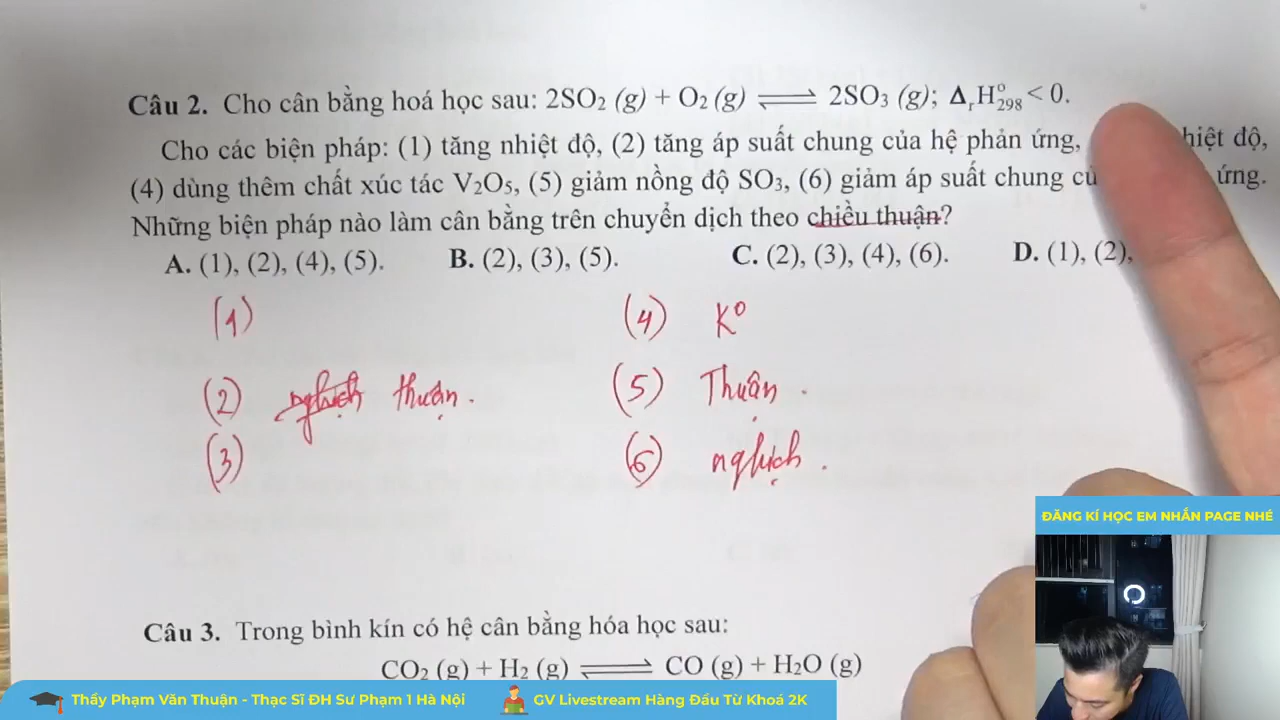 Câu 2. Cho cân bằng hoá học sau: 2SO₂ (g) + O₂ (g) ⇌ 2SO₃ (g); ΔᵣH°₂₉₈ < 0.
Cho các biện pháp: (1) tăng nhiệt độ, (2) tăng áp suất chung của hệ phản ứng, hiệt độ,
(4) dùng thêm chất xúc tác V₂O₅, (5) giảm nồng độ SO₃, (6) giảm áp suất chung củ ứng.
Những biện pháp nào làm cân bằng trên chuyển dịch theo chiều thuận?
A. (1), (2), (4), (5). B. (2), (3), (5). C. (2), (3), (4), (6). D. (1), (2),
(1) (4) K⁰
(2) nghịch thuận. (5) Thuận.
(3) (6) nghịch.
ĐĂNG KÍ HỌC EM NHẮN PAGE NHÉ
Câu 3. Trong bình kín có hệ cân bằng hóa học sau:
CO₂ (g) + H₂ (g) ⇌ CO (g) + H₂O (g)
Thầy Phạm Văn Thuận - Thạc Sĩ ĐH Sư Phạm 1 Hà Nội GV Livestream Hàng Đầu Từ Khoá 2K